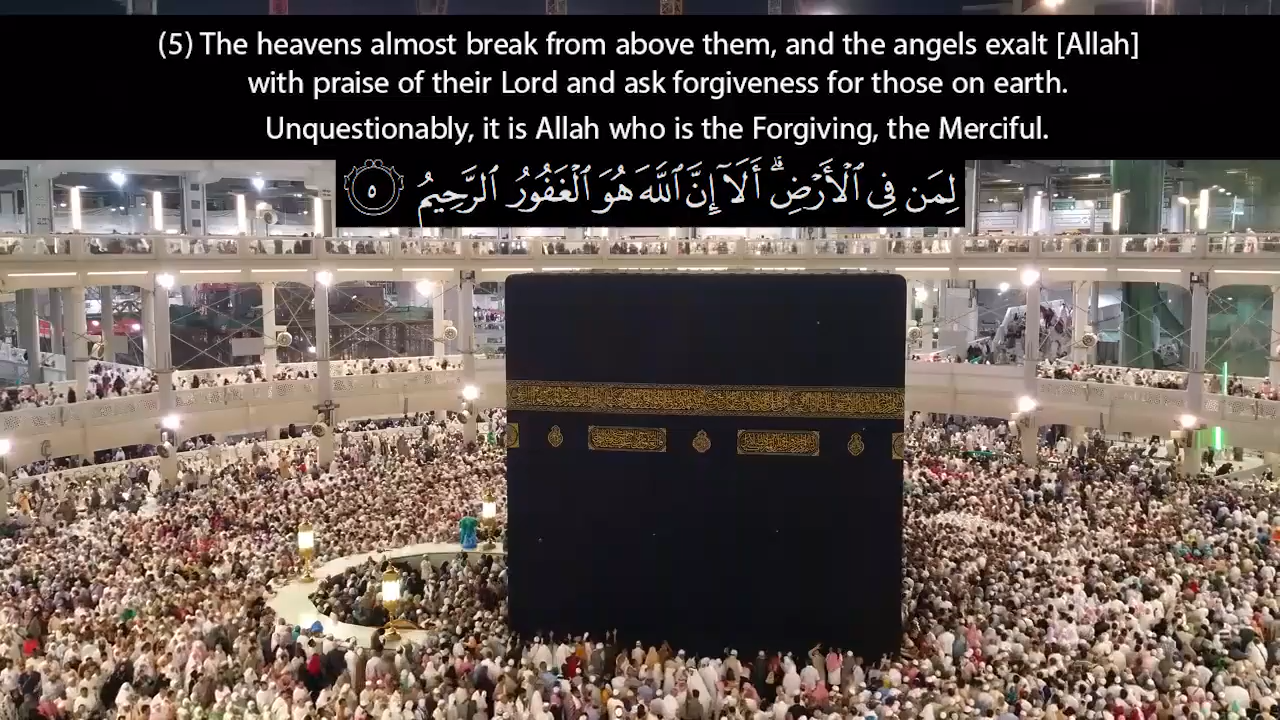 (5) The heavens almost break from above them, and the angels exalt [Allah]
with praise of their Lord and ask forgiveness for those on earth.
Unquestionably, it is Allah who is the Forgiving, the Merciful.
لِمَن فِى ٱلْأَرْضِ ۗ أَلَآ إِنَّ ٱللَّهَ هُوَ ٱلْغَفُورُ ٱلرَّحِيمُ ٥